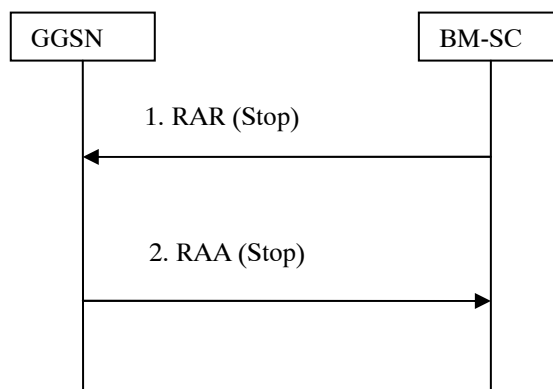 GGSN
BM-SC
1. RAR (Stop)
2. RAA (Stop)